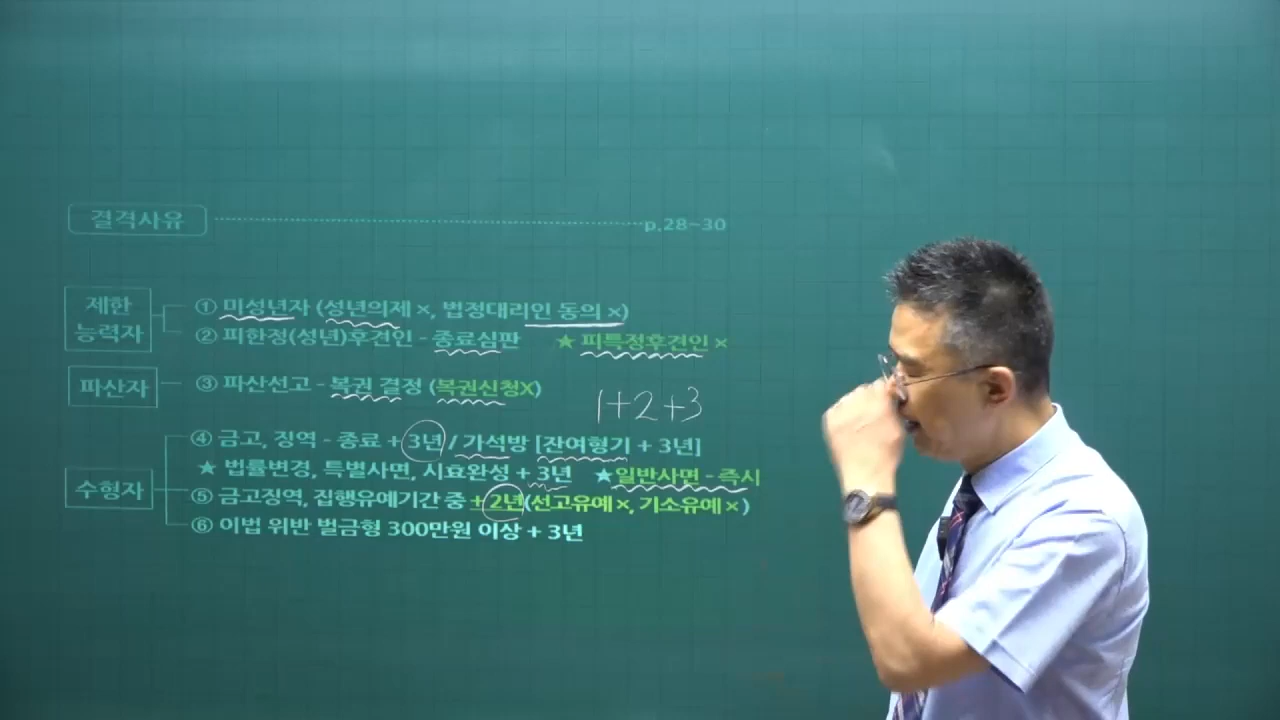 결격사유 p.28~30
제한
능력자
① 미성년자 (성년의제 ×, 법정대리인 동의 ×)
② 피한정(성년)후견인 - 종료심판 ★ 피특정후견인 ×
파산자
③ 파산선고 - 복권 결정 (복권신청X)
1+2+3
수형자
④ 금고, 징역 - 종료 + 3년 / 가석방 [잔여형기 + 3년]
★ 법률변경, 특별사면, 시효완성 + 3년 ★일반사면 - 즉시
⑤ 금고징역, 집행유예기간 중 + 2년(선고유예 ×, 기소유예 ×)
⑥ 이법 위반 벌금형 300만원 이상 + 3년